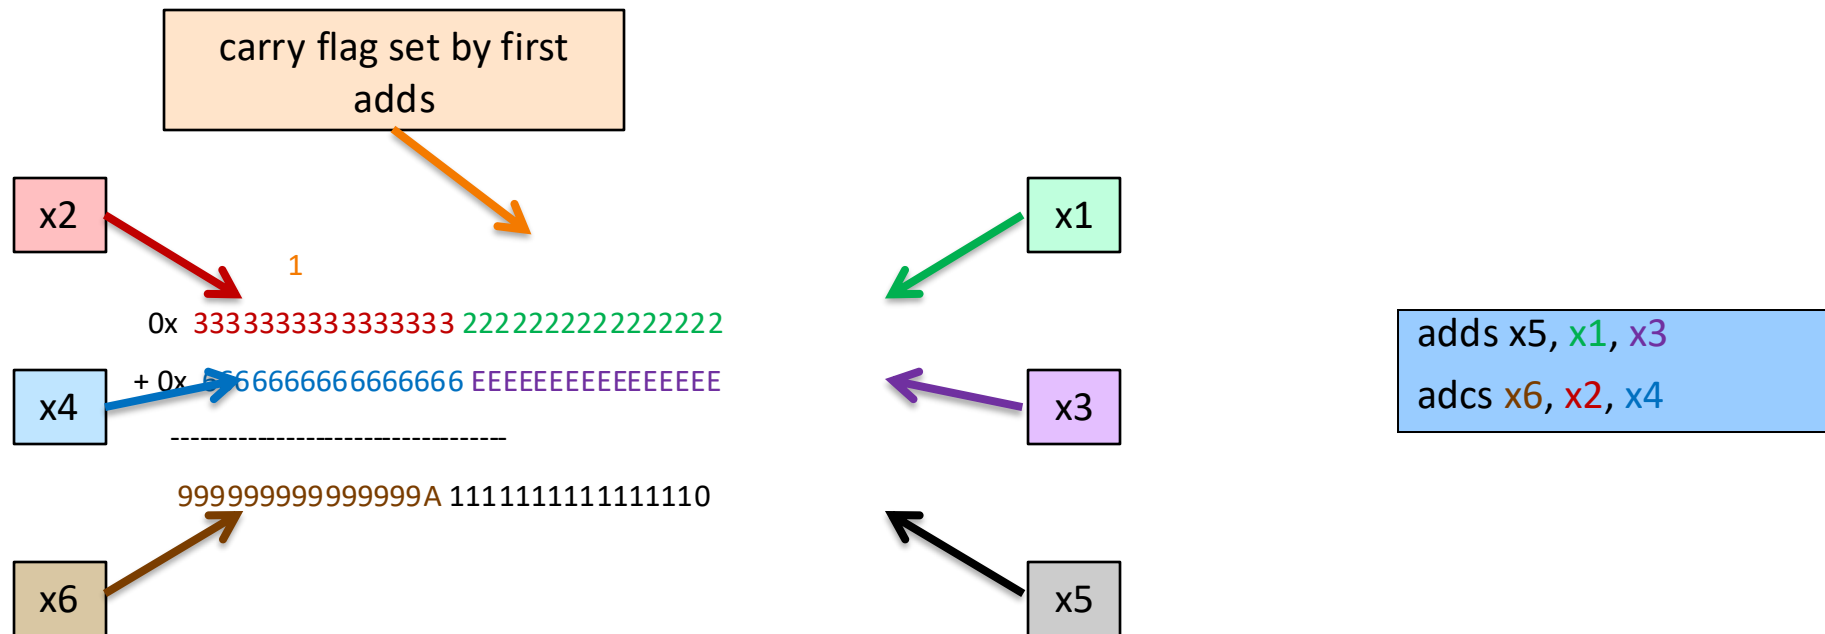 carry flag set by first
adds
x2
x1
1
0x 3333333333333333 2222222222222222
x4
+ 0x 6666666666666666 EEEEEEEEEEEEEEEE
x3
-----------------------------------
999999999999999A 1111111111111110
x6
x5
adds x5, x1, x3
adcs x6, x2, x4